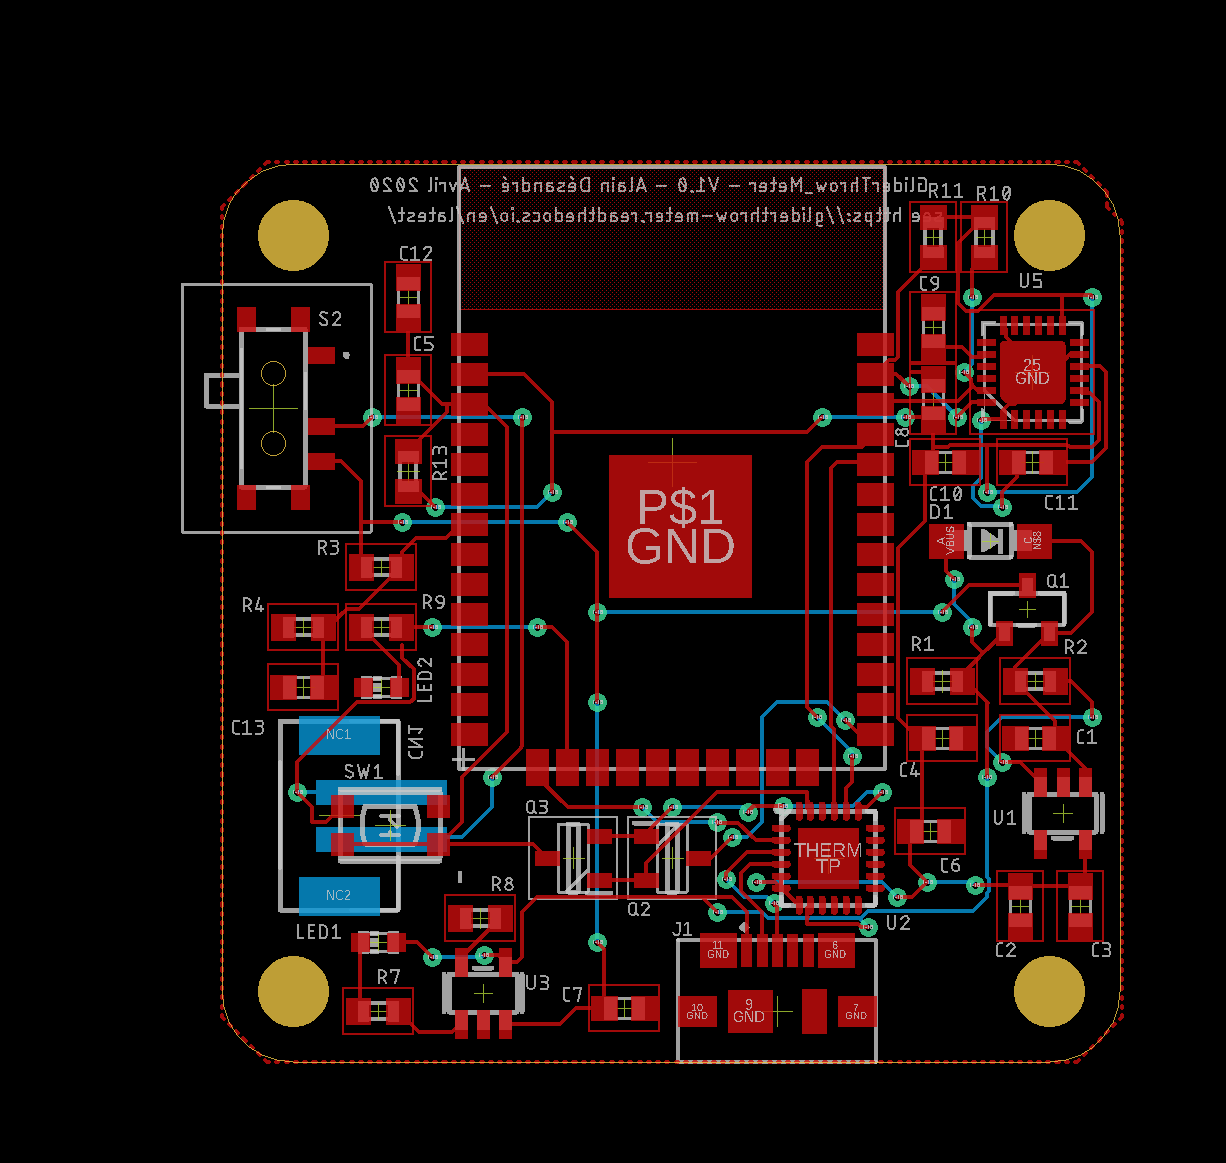 GliderThrow_Meter - V1.0 - Alain Désandré - Avril 2020
see https://gliderthrow-meter.readthedocs.io/en/latest/
R11
R10
C12
C9
U5
S2
C5
25
GND
R13
C8
P$1
GND
C10
C11
D1
A
VBUS
C
N$8
R3
Q1
R4
R9
R1
R2
LED2
C13
CN1
NC1
C1
C4
SW1
Q3
U1
THERM
TP
C6
NC2
R8
Q2
J1
U2
LED1
C2
C3
11
GND
6
GND
R7
U3
C7
10
GND
9
GND
7
GND